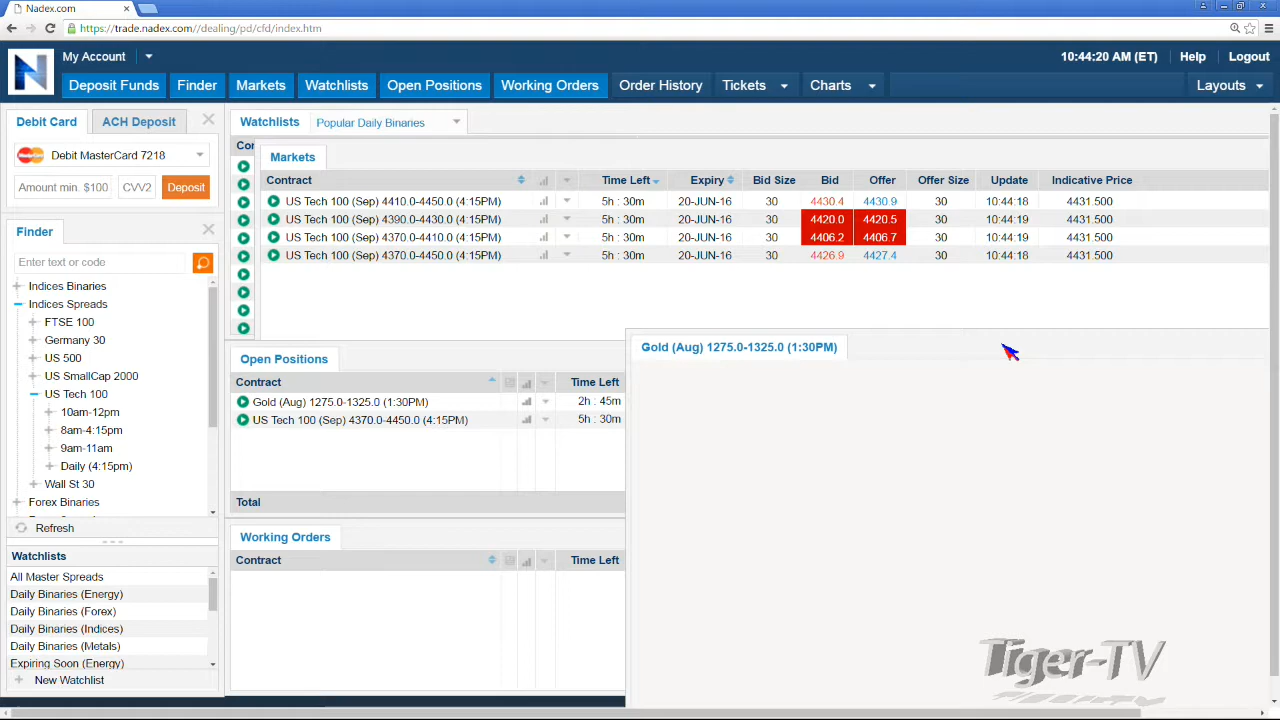 Nadex.com
https://trade.nadex.com//dealing/pd/cfd/index.htm
N My Account 10:44:20 AM (ET) Help Logout
Deposit Funds Finder Markets Watchlists Open Positions Working Orders Order History Tickets Charts Layouts
Debit Card ACH Deposit
Debit MasterCard 7218
Amount min. $100 CVV2 Deposit
Finder
Enter text or code
Indices Binaries
Indices Spreads
FTSE 100
Germany 30
US 500
US SmallCap 2000
US Tech 100
10am-12pm
8am-4:15pm
9am-11am
Daily (4:15pm)
Wall St 30
Forex Binaries
Refresh
Watchlists
All Master Spreads
Daily Binaries (Energy)
Daily Binaries (Forex)
Daily Binaries (Indices)
Daily Binaries (Metals)
Expiring Soon (Energy)
New Watchlist
Watchlists Popular Daily Binaries
Cor
Markets
Contract Time Left Expiry Bid Size Bid Offer Offer Size Update Indicative Price
US Tech 100 (Sep) 4410.0-4450.0 (4:15PM) 5h : 30m 20-JUN-16 30 4430.4 4430.9 30 10:44:18 4431.500
US Tech 100 (Sep) 4390.0-4430.0 (4:15PM) 5h : 30m 20-JUN-16 30 4420.0 4420.5 30 10:44:19 4431.500
US Tech 100 (Sep) 4370.0-4410.0 (4:15PM) 5h : 30m 20-JUN-16 30 4406.2 4406.7 30 10:44:19 4431.500
US Tech 100 (Sep) 4370.0-4450.0 (4:15PM) 5h : 30m 20-JUN-16 30 4426.9 4427.4 30 10:44:18 4431.500
Open Positions
Contract Time Left
Gold (Aug) 1275.0-1325.0 (1:30PM) 2h : 45m
US Tech 100 (Sep) 4370.0-4450.0 (4:15PM) 5h : 30m
Total
Working Orders
Contract Time Left
Gold (Aug) 1275.0-1325.0 (1:30PM)
Tiger-TV